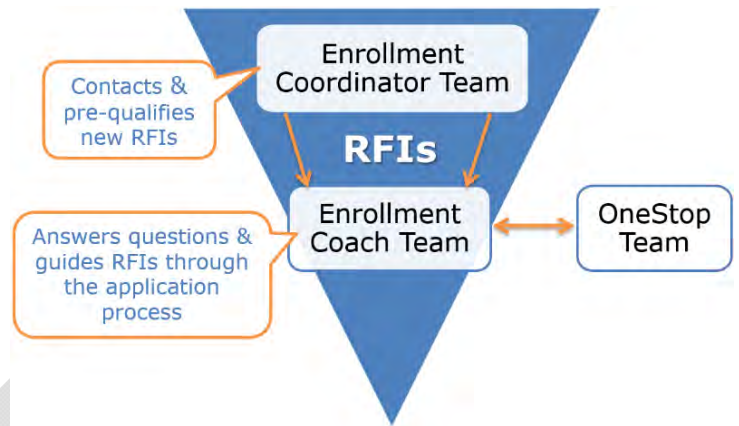 Enrollment
Coordinator Team
Contacts &
pre-qualifies
new RFIs
RFIs
Enrollment
Coach Team
OneStop
Team
Answers questions &
guides RFIs through
the application
process